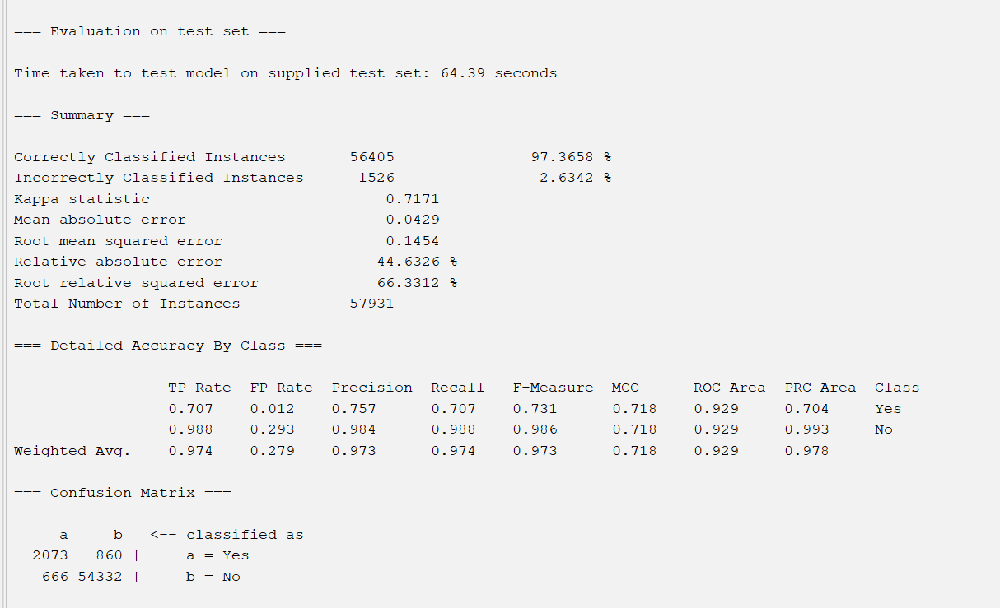 === Evaluation on test set ===
Time taken to test model on supplied test set: 64.39 seconds
=== Summary ===
Correctly Classified Instances       56405               97.3658 %
Incorrectly Classified Instances      1526                2.6342 %
Kappa statistic                          0.7171
Mean absolute error                      0.0429
Root mean squared error                  0.1454
Relative absolute error                 44.6326 %
Root relative squared error             66.3312 %
Total Number of Instances            57931
=== Detailed Accuracy By Class ===
                 TP Rate  FP Rate  Precision  Recall   F-Measure  MCC      ROC Area  PRC Area  Class
                 0.707    0.012    0.757      0.707    0.731      0.718    0.929     0.704     Yes
                 0.988    0.293    0.984      0.988    0.986      0.718    0.929     0.993     No
Weighted Avg.    0.974    0.279    0.973      0.974    0.973      0.718    0.929     0.978
=== Confusion Matrix ===
     a     b   <-- classified as
  2073   860 |     a = Yes
   666 54332 |     b = No